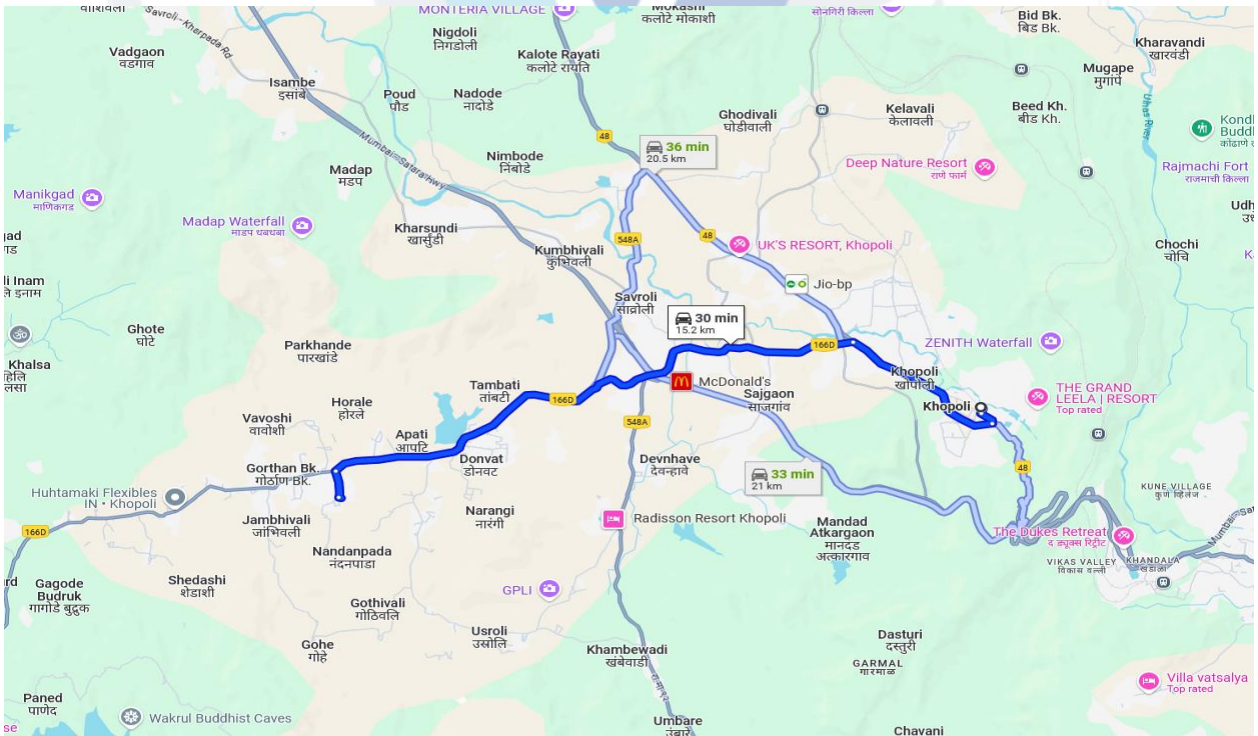 MONTERIA VILLAGE
कलोटे मोकाशी
सोनगिरी किल्ला
Bid Bk.
बिड Bk.
Kharavandi
खारवंडी
Savroli - Kherpada Rd
Vadgaon
वडगाव
Nigdoli
निगडोली
Kalote Rayati
कलोटे रायति
Mugape
मुगापे
Isambe
इसांबे
Poud
पौड
Nadode
नादोडे
Ghodivali
घोडीवाली
Kelavali
केलावली
Beed Kh.
बीड Kh.
Ulhas River
48
Mumbai - Satara Hwy
36 min
20.5 km
Nimbode
निंबोडे
Madap
मडप
Deep Nature Resort
राणे फार्म
Rajmachi Fort
राजमाची किल्ला
Manikgad
माणिकगड
Madap Waterfall
माडप धबधबा
Kharsundi
खार्सुंडी
548A
48
UK'S RESORT, Khopoli
Kumbhivali
कुंभिवली
Chochi
चोचि
Jio-bp
Savroli
साव्रोली
Ghote
घोटे
30 min
15.2 km
Parkhande
पारखांडे
166D
ZENITH Waterfall
Khalsa
Khopoli
खोपोली
Tambati
तांबटी
166D
McDonald's
Sajgaon
साजगांव
THE GRAND
LEELA | RESORT
Top rated
Khopoli
Horale
होरले
Vavoshi
वावोशी
548A
Apati
आपटि
Donvat
डोनवट
Devnhave
देवन्हावे
Gorthan Bk.
गोर्ठाण Bk.
33 min
21 km
48
Huhtamaki Flexibles
IN • Khopoli
KUNE VILLAGE
Jambhivali
जांभिवली
Narangi
नारंगी
Radisson Resort Khopoli
Mandad
Atkargaon
मानदड
अत्कारगाव
The Dukes Retreat
द ड्युक्स रिट्रीट
166D
Nandanpada
नंदनपाडा
VIKAS VALLEY
विकास वल्ली
KHANDALA
खंडाळा
Shedashi
शेडाशी
Gagode
Budruk
गागोडे बुद्रुक
GPLI
Gothivali
गोठिवलि
Usroli
उस्रोलि
Gohe
गोहे
Khambewadi
खंबेवाडी
Dasturi
दस्तुरी
GARMAL
गारमाळ
Villa vatsalya
Top rated
Paned
पाणेद
Wakrul Buddhist Caves
Umbare
उंबारे
Chavani